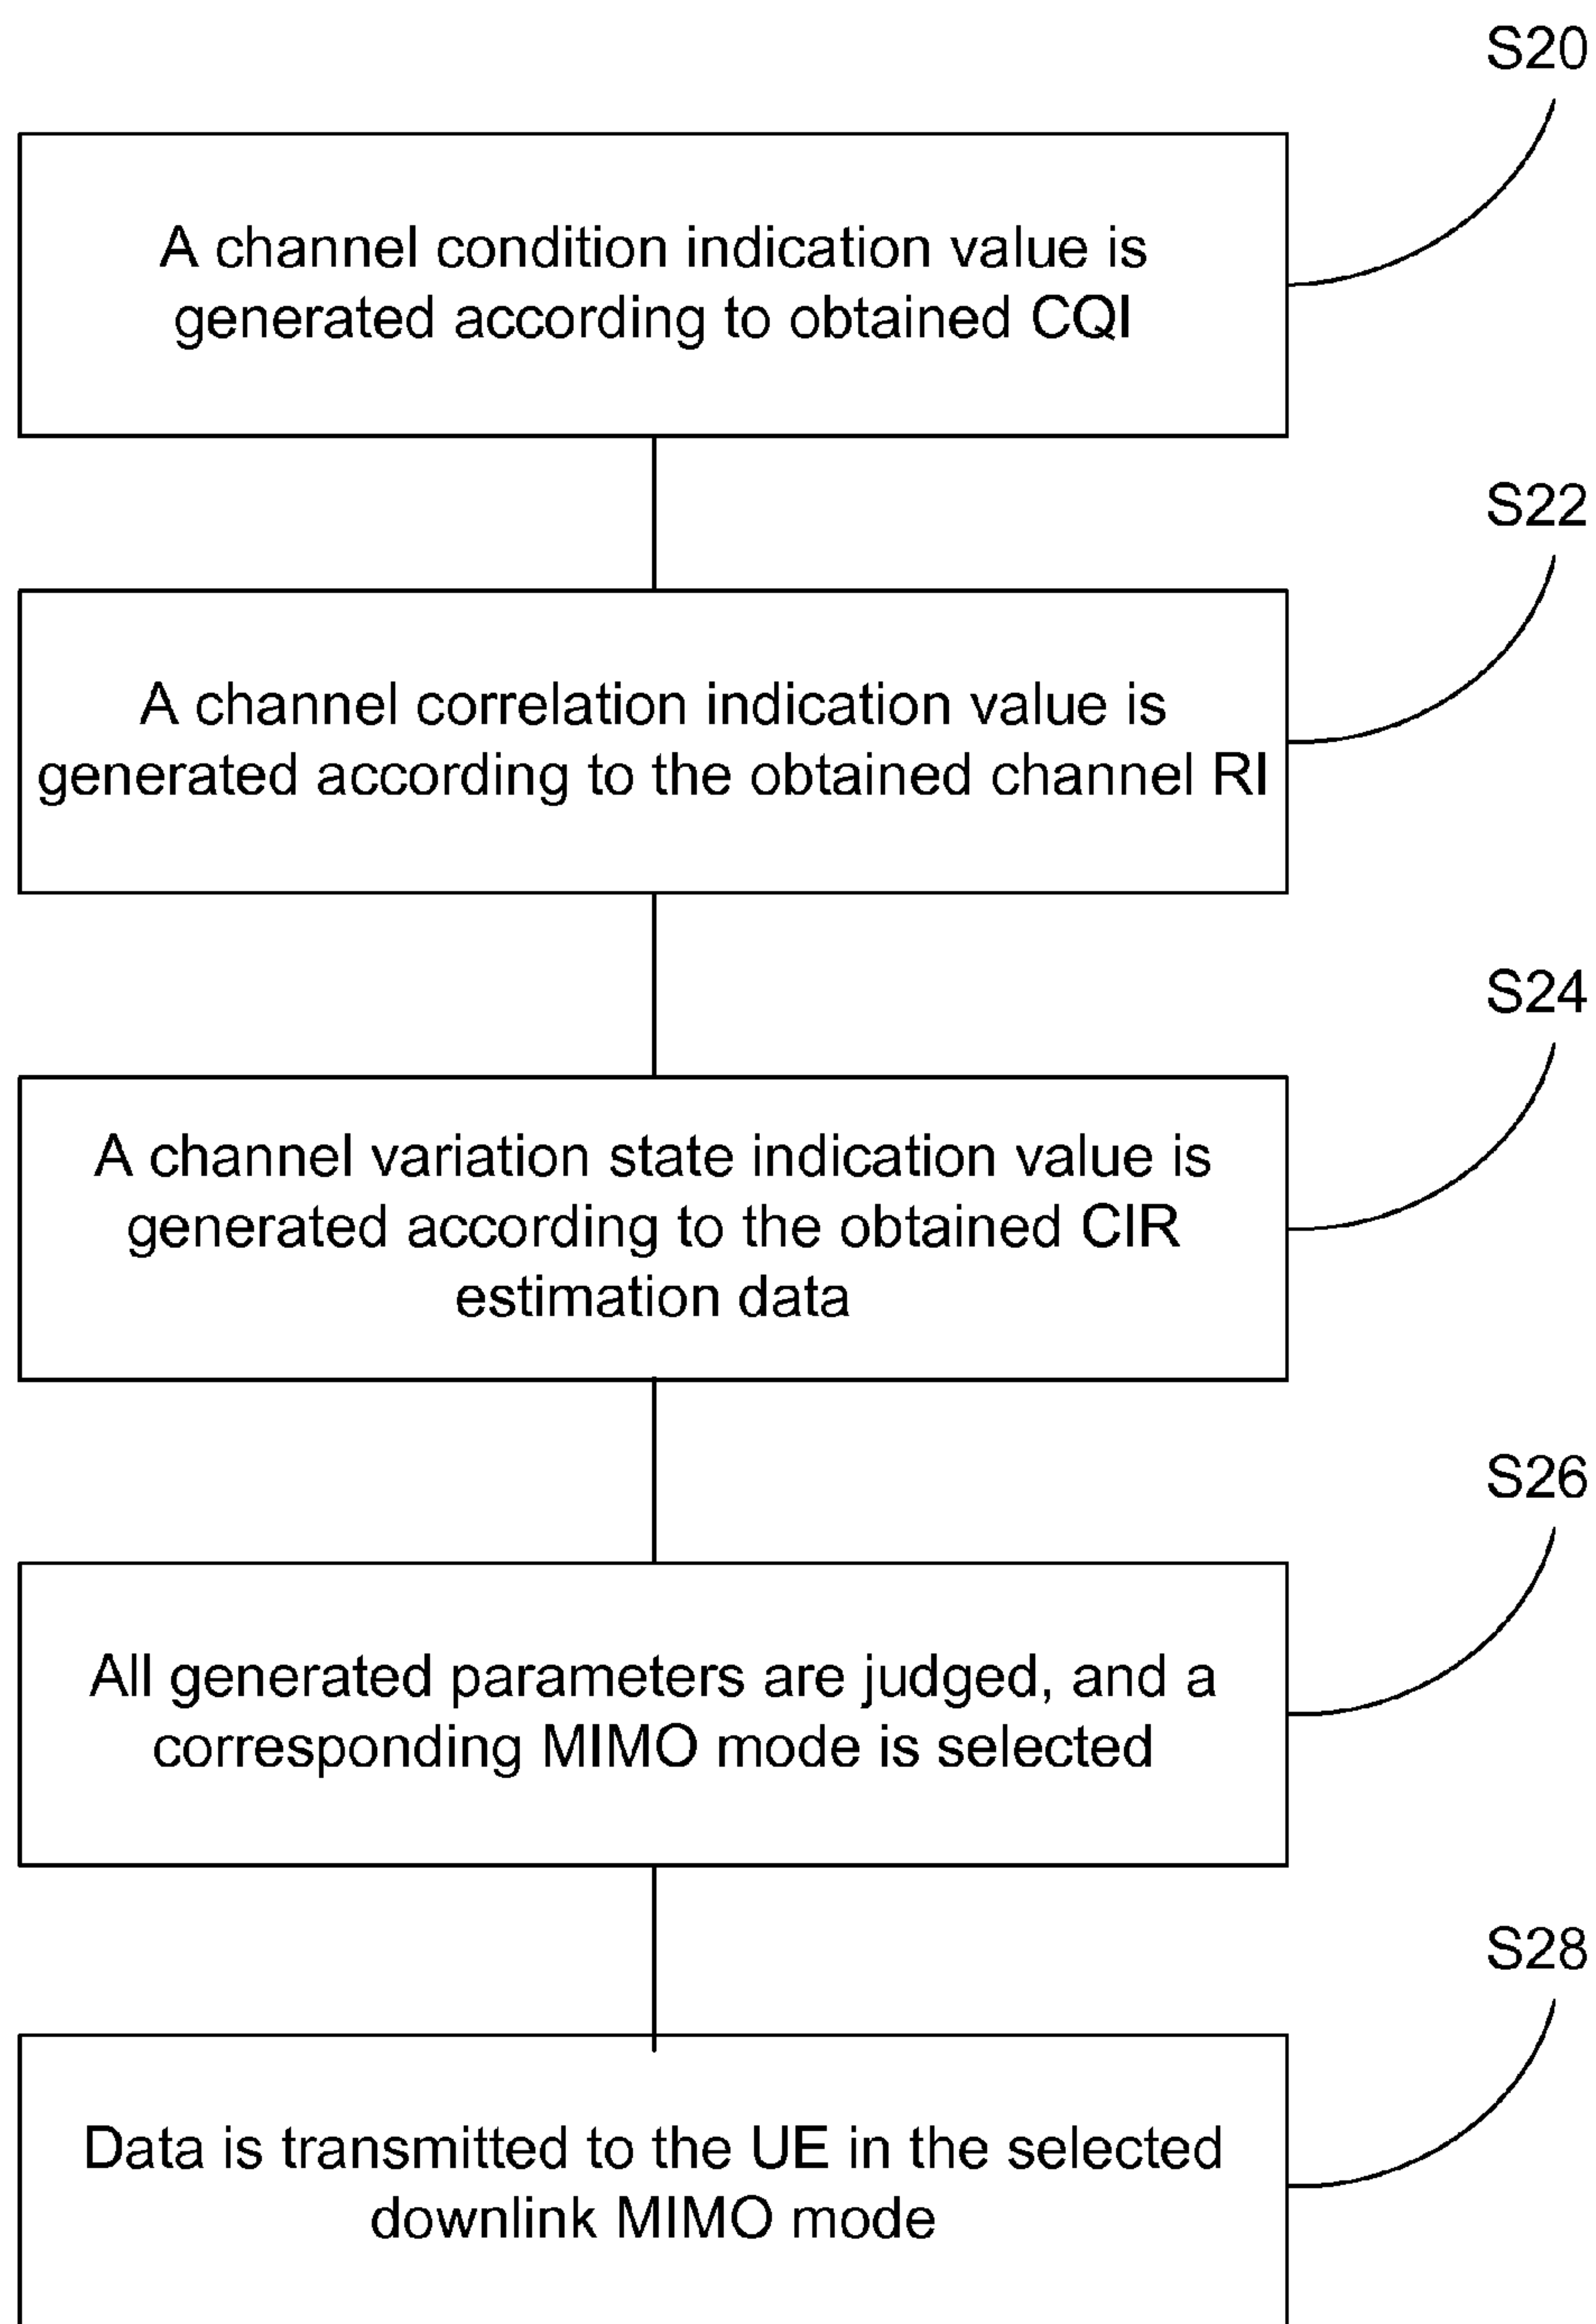 S20
A channel condition indication value is
generated according to obtained CQI
S22
A channel correlation indication value is
generated according to the obtained channel RI
S24
A channel variation state indication value is
generated according to the obtained CIR
estimation data
S26
All generated parameters are judged, and a
corresponding MIMO mode is selected
S28
Data is transmitted to the UE in the selected
downlink MIMO mode